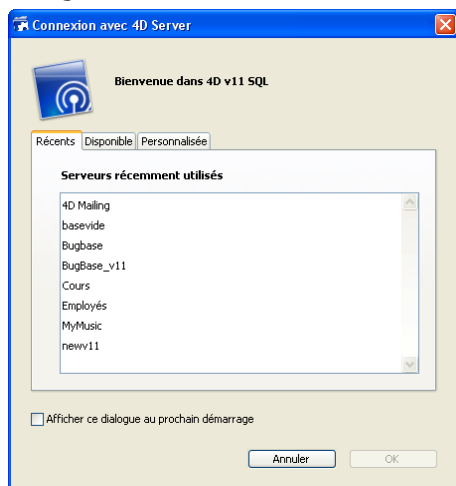 Connexion avec 4D Server
Bienvenue dans 4D v11 SQL
Récents Disponible Personnalisée
Serveurs récemment utilisés
4D Mailing
basevide
Bugbase
BugBase_v11
Cours
Employés
MyMusic
newv11
Afficher ce dialogue au prochain démarrage
Annuler OK